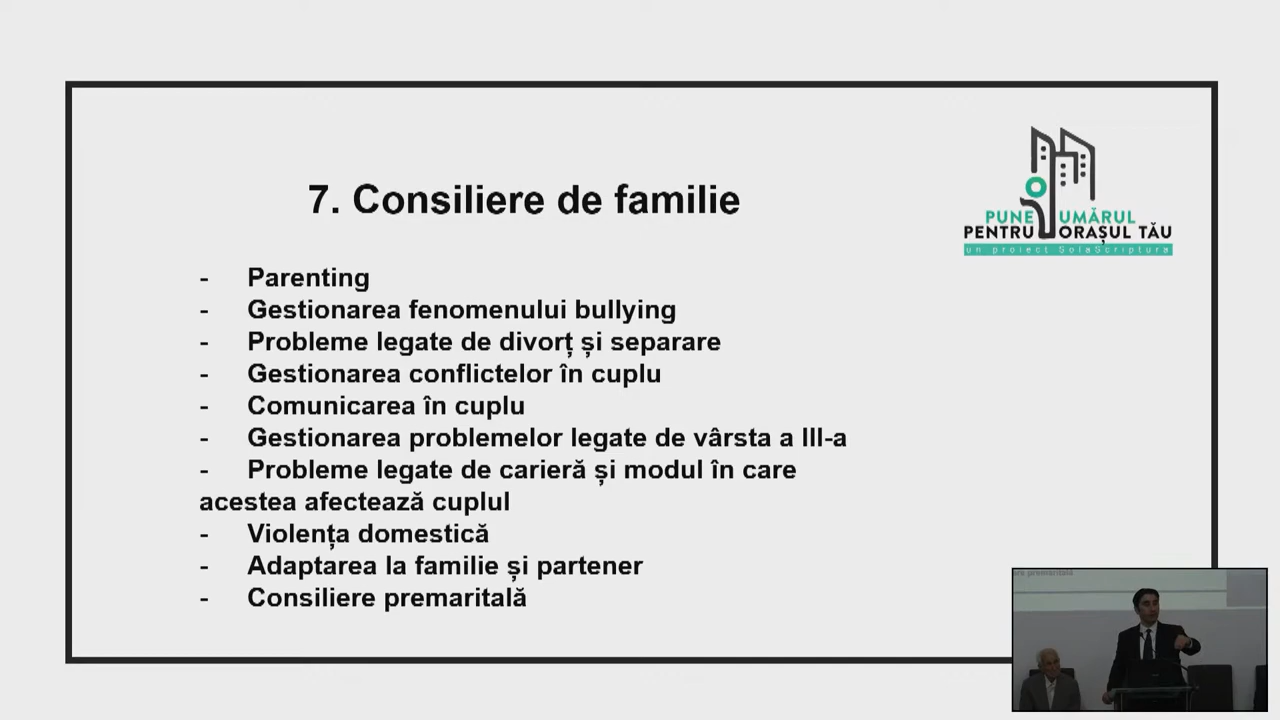 7. Consiliere de familie
PUNE UMĂRUL
PENTRU ORAȘUL TĂU
un proiect SolaScriptura
- Parenting
- Gestionarea fenomenului bullying
- Probleme legate de divorț și separare
- Gestionarea conflictelor în cuplu
- Comunicarea în cuplu
- Gestionarea problemelor legate de vârsta a III-a
- Probleme legate de carieră și modul în care
acestea afectează cuplul
- Violența domestică
- Adaptarea la familie și partener
- Consiliere premaritală
premaritală